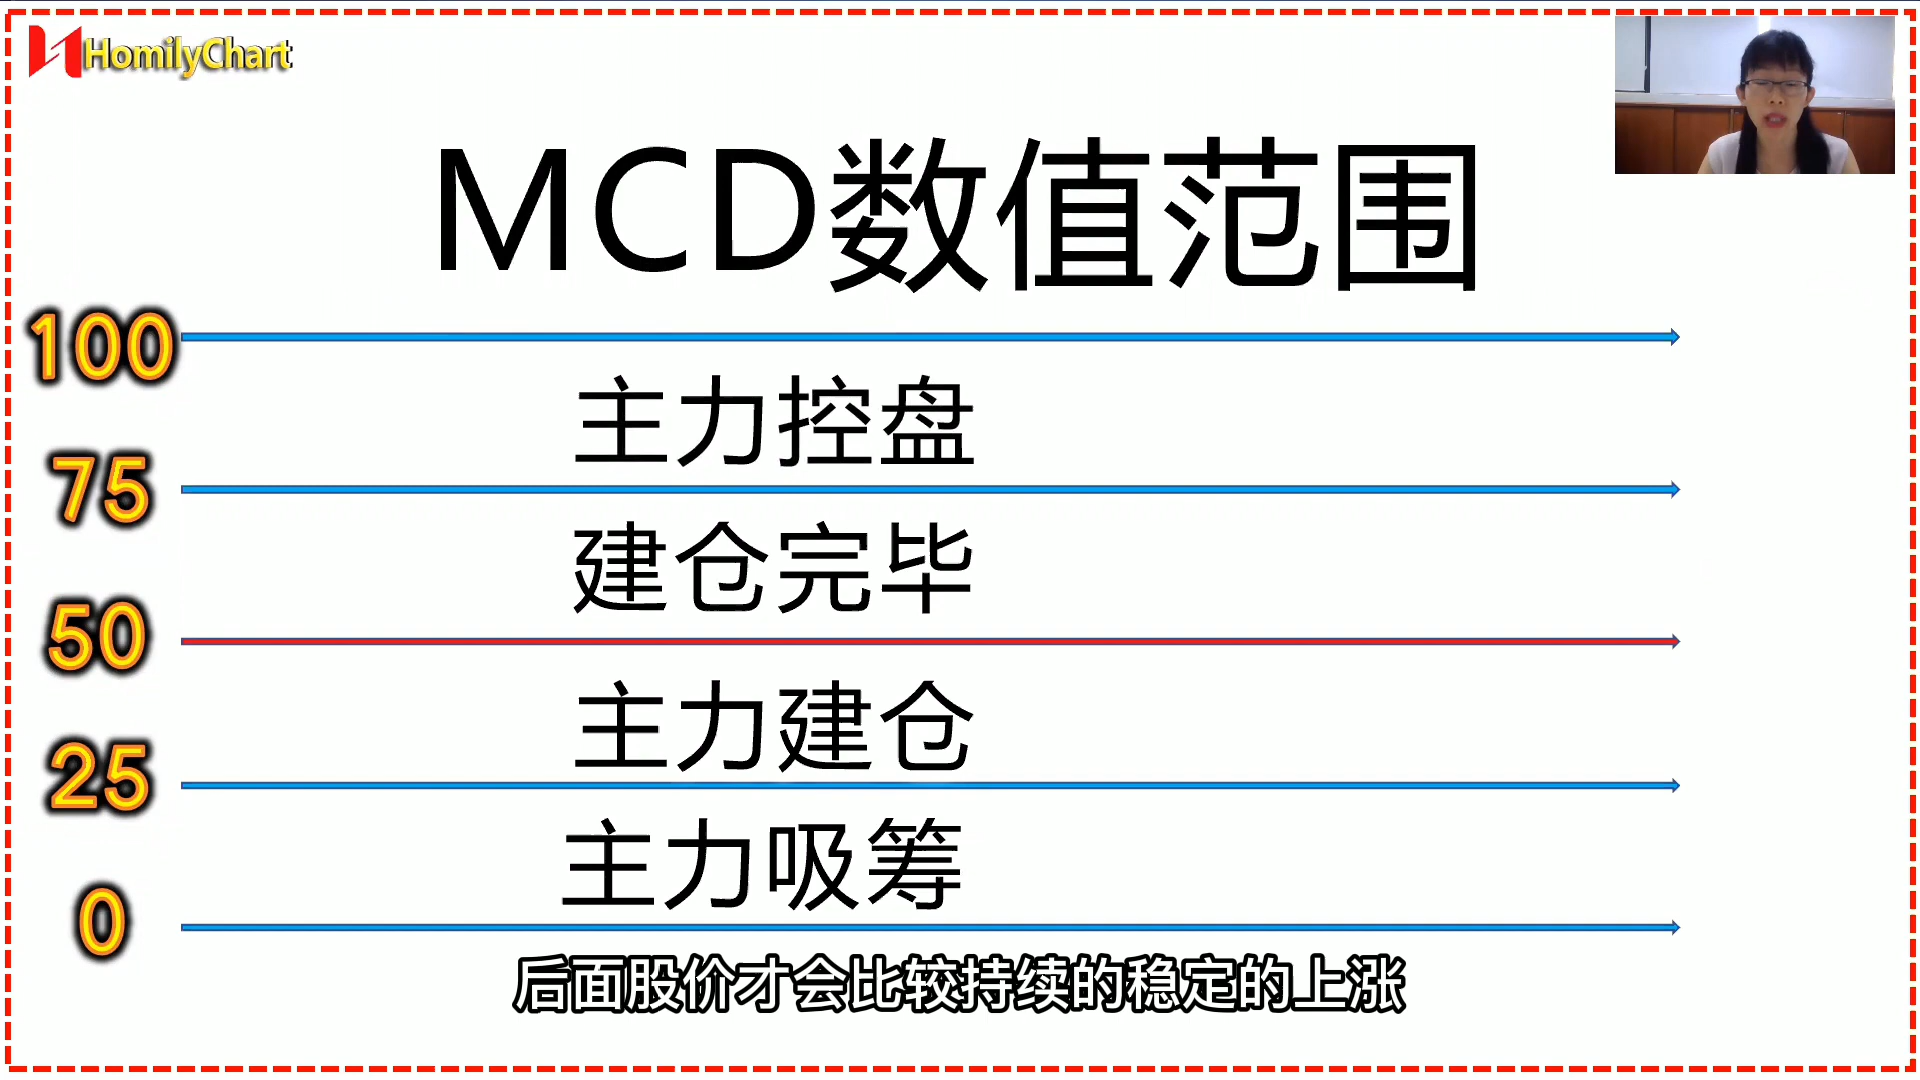 HomilyChart
MCD数值范围
100
主力控盘
75
建仓完毕
50
主力建仓
25
主力吸筹
0
后面股价才会比较持续的稳定的上涨